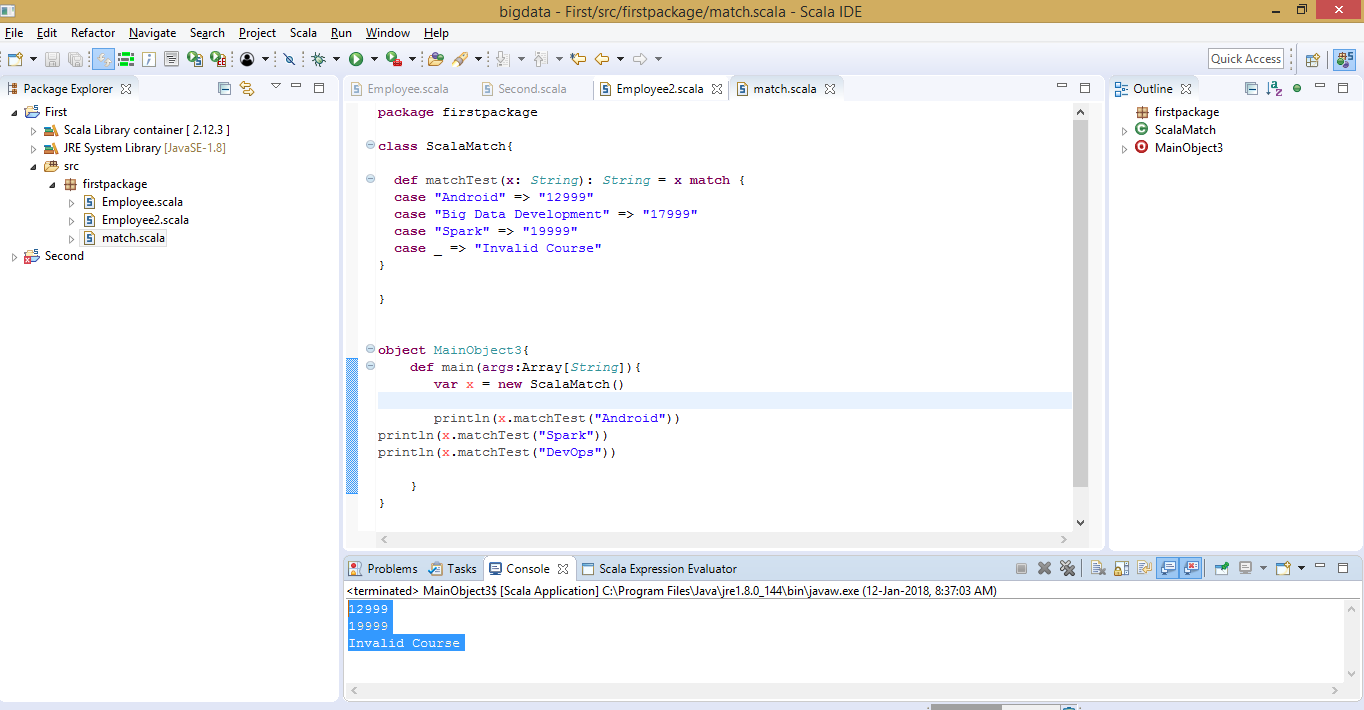 bigdata - First/src/firstpackage/match.scala - Scala IDE
File Edit Refactor Navigate Search Project Scala Run Window Help
Quick Access
Package Explorer
First
Scala Library container [ 2.12.3 ]
JRE System Library [JavaSE-1.8]
src
firstpackage
Employee.scala
Employee2.scala
match.scala
Second
Employee.scala Second.scala Employee2.scala match.scala
package firstpackage
class ScalaMatch{
def matchTest(x: String): String = x match {
case "Android" => "12999"
case "Big Data Development" => "17999"
case "Spark" => "19999"
case _ => "Invalid Course"
}
}
object MainObject3{
def main(args:Array[String]){
var x = new ScalaMatch()
println(x.matchTest("Android"))
println(x.matchTest("Spark"))
println(x.matchTest("DevOps"))
}
}
Outline
firstpackage
ScalaMatch
MainObject3
Problems Tasks Console Scala Expression Evaluator
<terminated> MainObject3$ [Scala Application] C:\Program Files\Java\jre1.8.0_144\bin\javaw.exe (12-Jan-2018, 8:37:03 AM)
12999
19999
Invalid Course